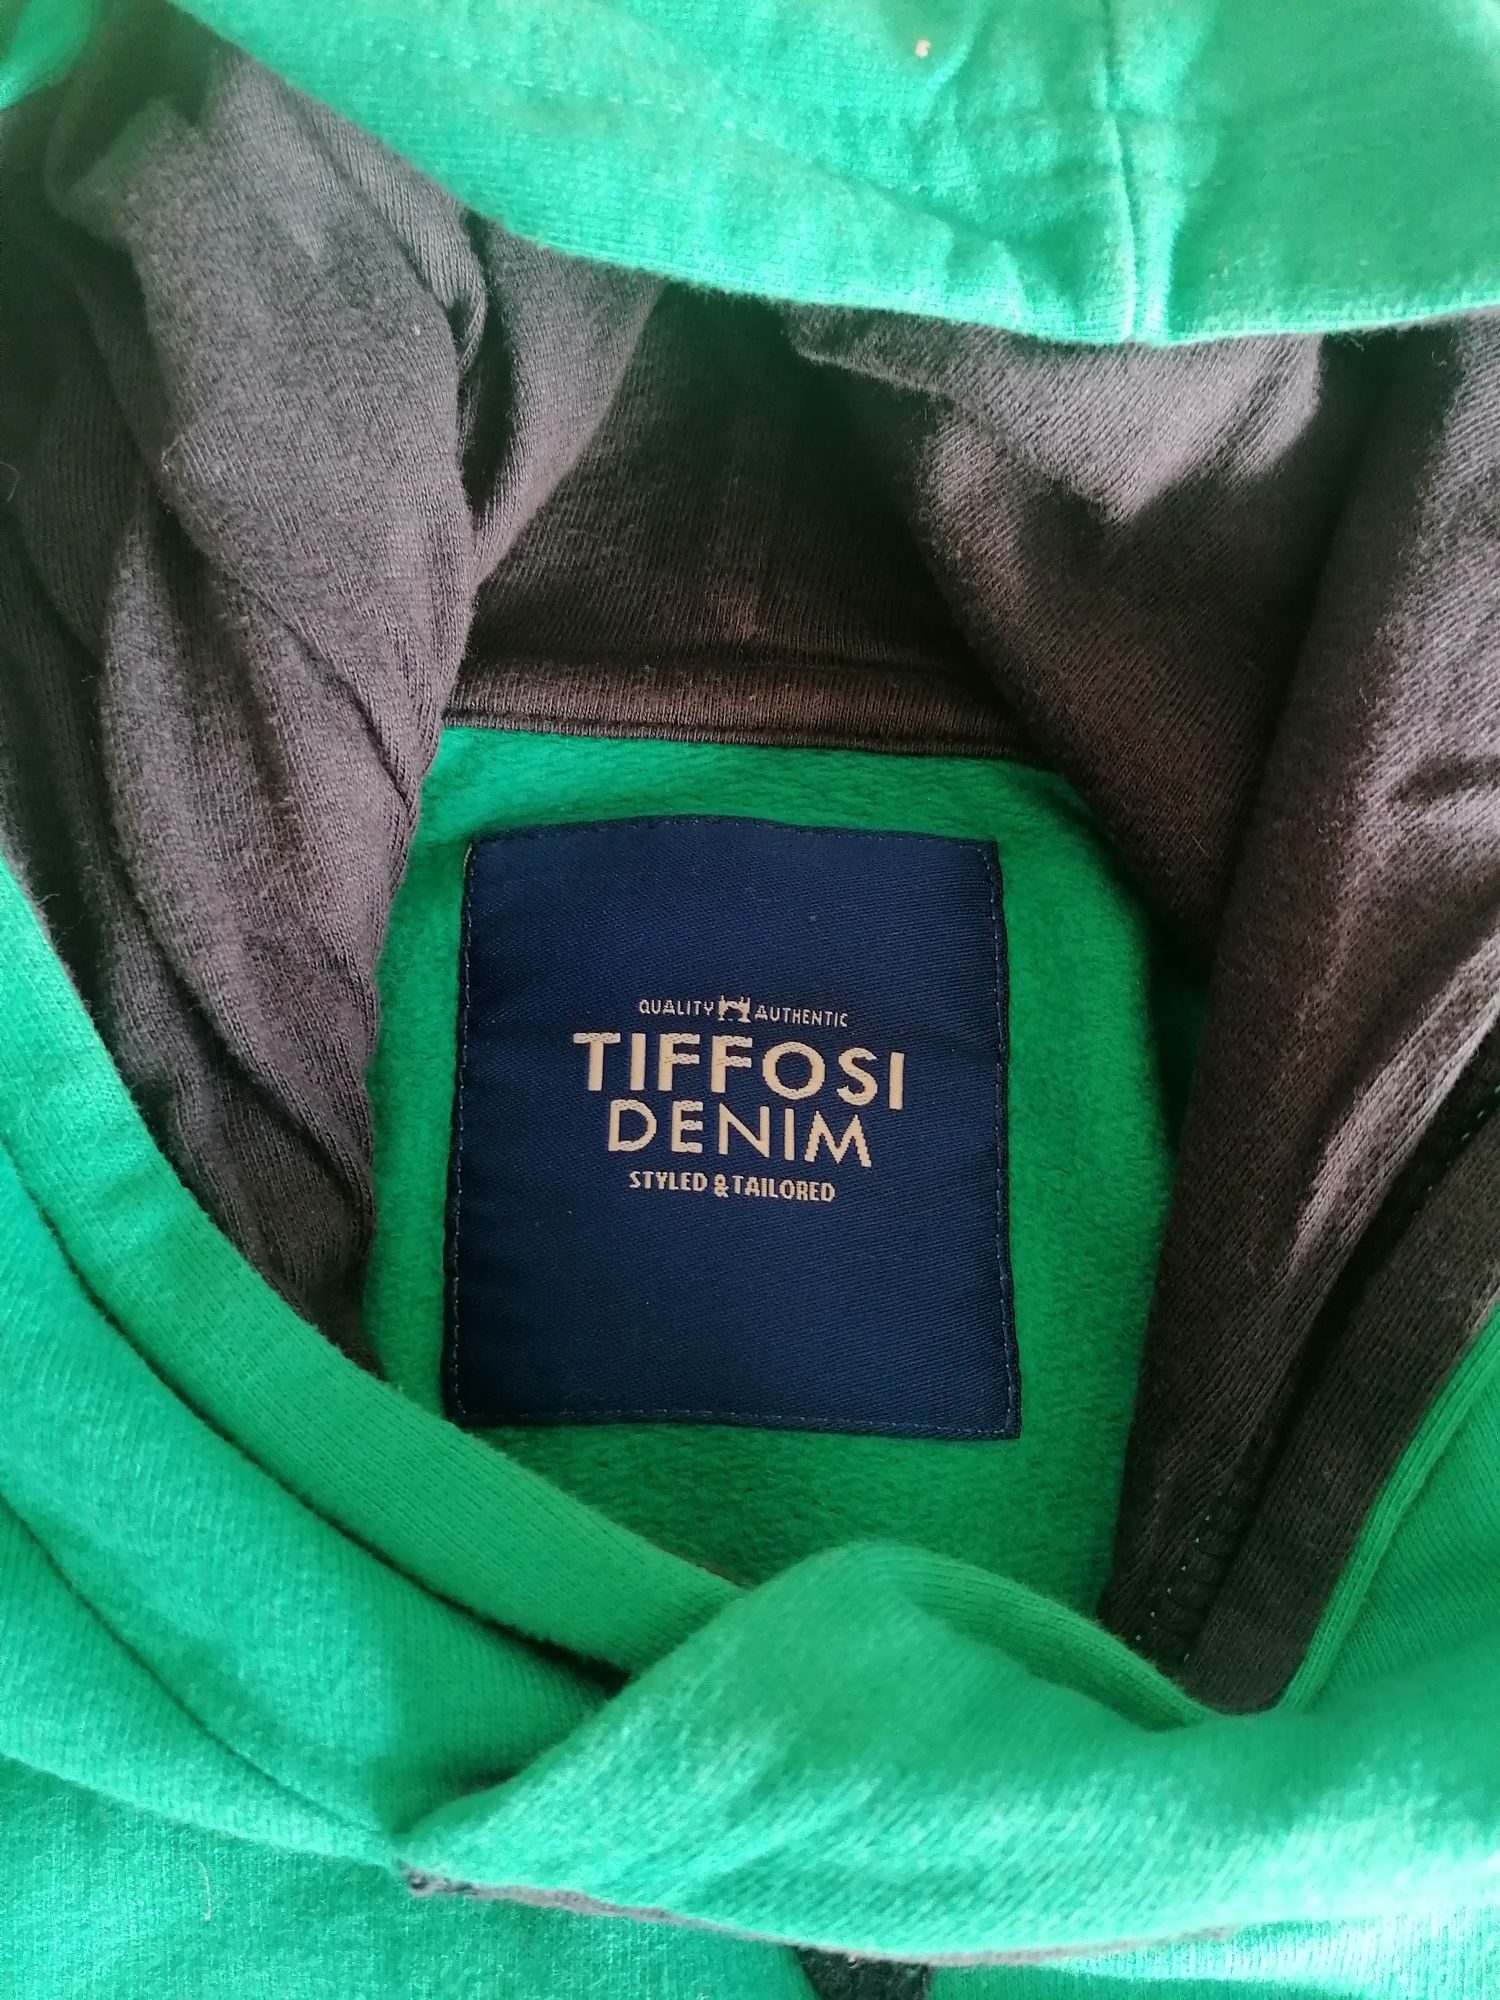 QUALITY AUTHENTIC
TIFFOSI
DENIM
STYLED & TAILORED